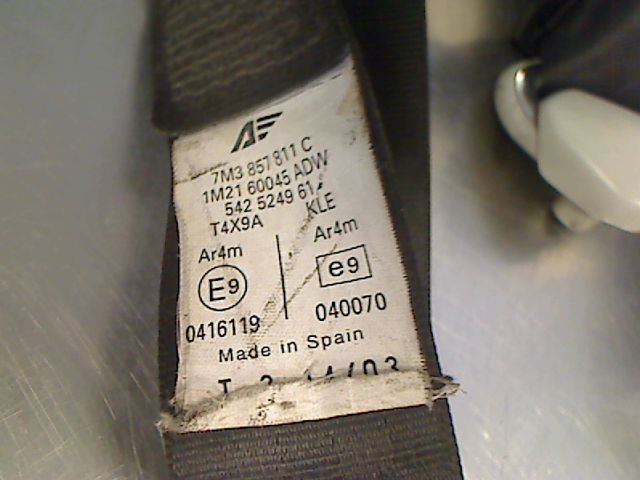 7M3 857 811 C
1M21 60045 ADW
542 5249 61
T4X9A KLE
Ar4m Ar4m
E9 e9
0416119 040070
Made in Spain